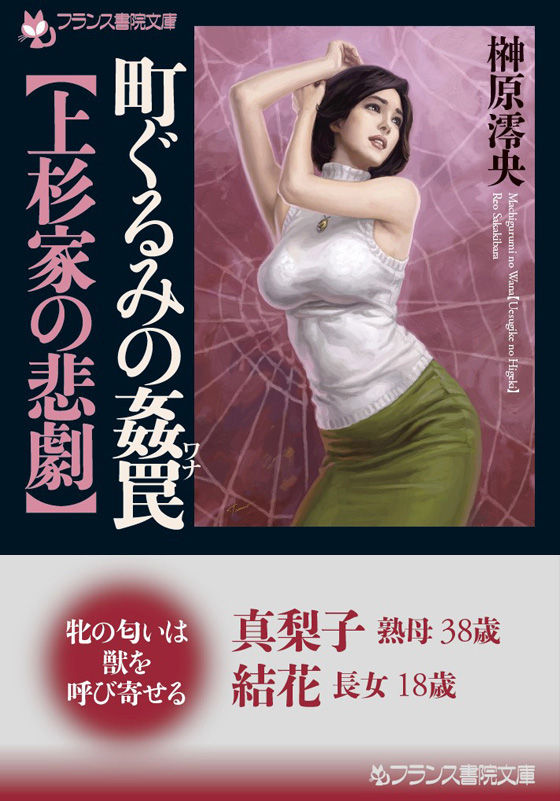 フランス書院文庫
榊原澪央
Machigurumi no Wana【Uesugike no Higeki】
Reo Sakakibara
町ぐるみの姦罠
ワナ
【上杉家の悲劇】
牝の匂いは
獣を
呼び寄せる
真梨子 熟母 38歳
結花 長女 18歳
フランス書院文庫